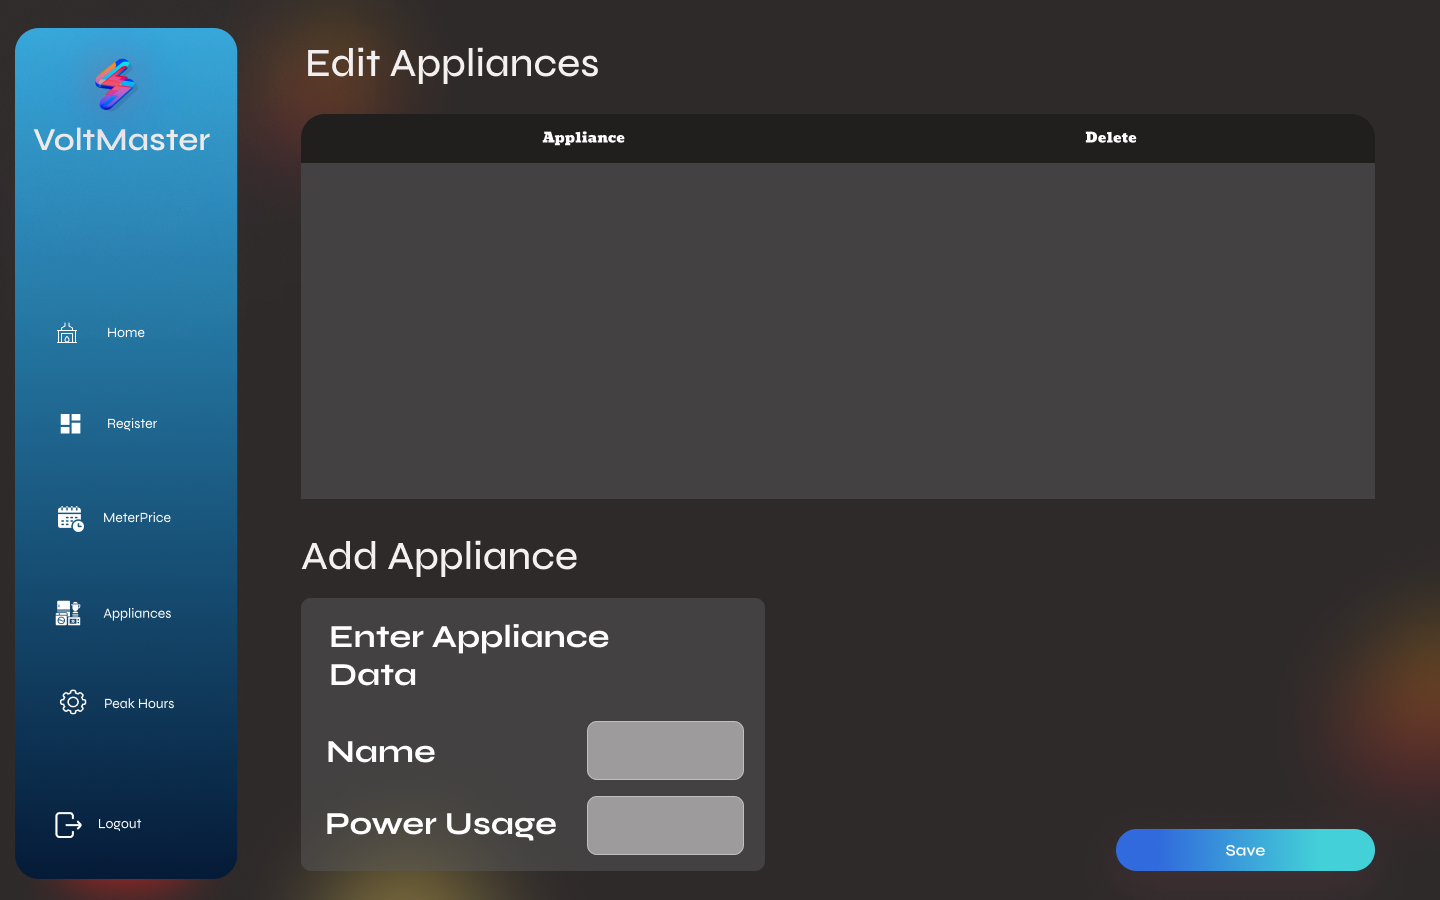 VoltMaster
Home
Register
MeterPrice
Appliances
Peak Hours
Logout
Edit Appliances
Appliance Delete
Add Appliance
Enter Appliance
Data
Name
Power Usage
Save